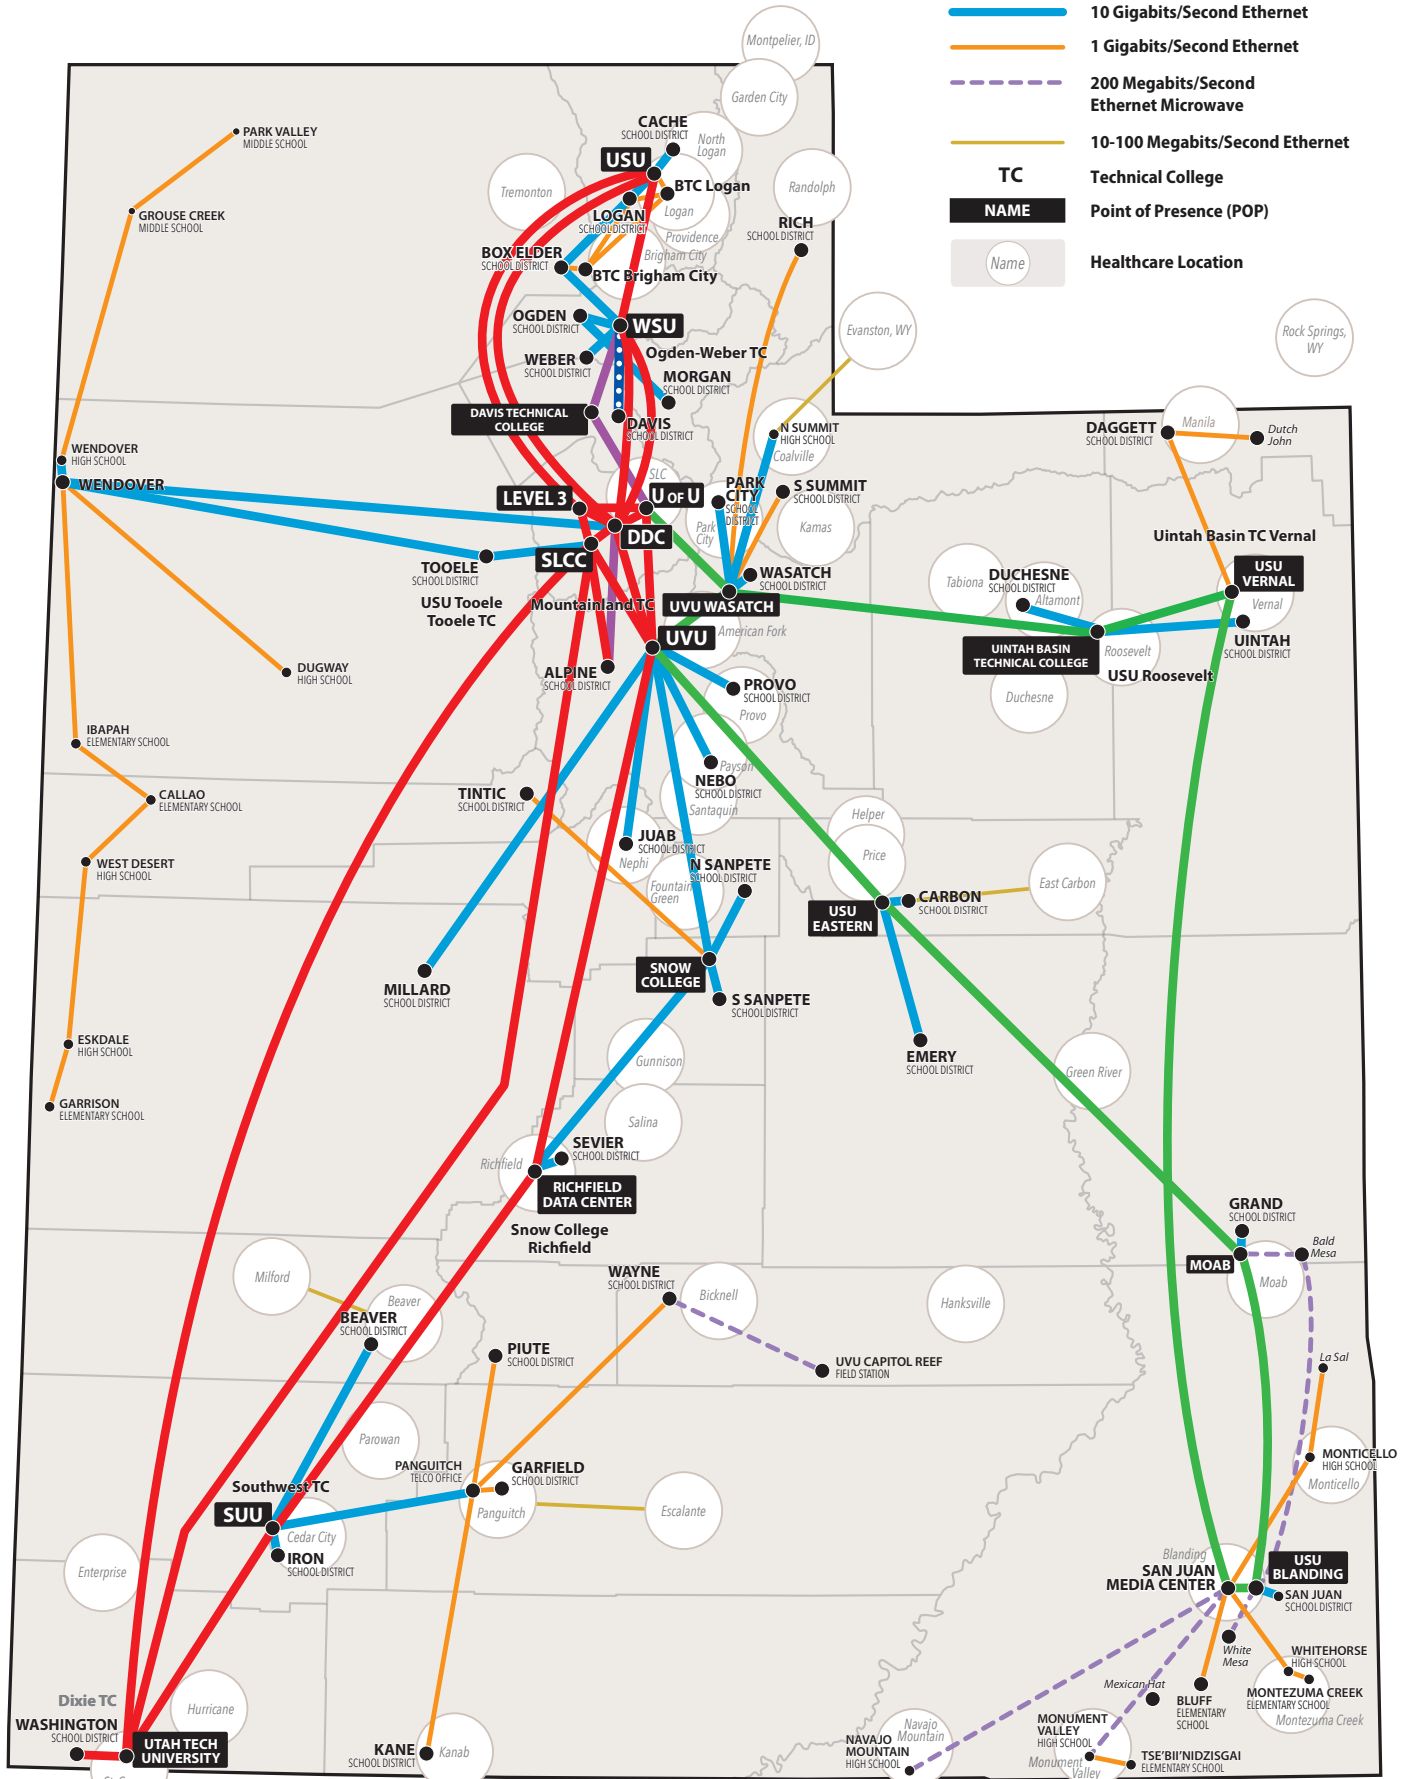 10 Gigabits/Second Ethernet
1 Gigabits/Second Ethernet
200 Megabits/Second
Ethernet Microwave
10-100 Megabits/Second Ethernet
TC
Technical College
NAME
Point of Presence (POP)
Name
Healthcare Location
Montpelier, ID
Garden City
CACHE
SCHOOL DISTRICT
North
Logan
PARK VALLEY
MIDDLE SCHOOL
USU
BTC Logan
Tremonton
Randolph
GROUSE CREEK
MIDDLE SCHOOL
LOGAN
SCHOOL DISTRICT
Logan
Providence
RICH
SCHOOL DISTRICT
BOX ELDER
SCHOOL DISTRICT
Brigham City
BTC Brigham City
OGDEN
SCHOOL DISTRICT
WSU
Evanston, WY
Rock Springs,
WY
WEBER
SCHOOL DISTRICT
Ogden-Weber TC
MORGAN
SCHOOL DISTRICT
DAVIS TECHNICAL
COLLEGE
DAVIS
SCHOOL DISTRICT
N SUMMIT
HIGH SCHOOL
Coalville
DAGGETT
SCHOOL DISTRICT
Manila
Dutch
John
WENDOVER
HIGH SCHOOL
WENDOVER
SLC
LEVEL 3
U OF U
PARK
CITY
SCHOOL
DISTRICT
S SUMMIT
SCHOOL DISTRICT
Park
City
Kamas
DDC
SLCC
Uintah Basin TC Vernal
TOOELE
SCHOOL DISTRICT
WASATCH
SCHOOL DISTRICT
USU
VERNAL
Tabiona
DUCHESNE
SCHOOL DISTRICT
Altamont
Vernal
USU Tooele
Tooele TC
Mountainland TC
UVU WASATCH
UVU
American Fork
UINTAH BASIN
TECHNICAL COLLEGE
Roosevelt
UINTAH
SCHOOL DISTRICT
USU Roosevelt
DUGWAY
HIGH SCHOOL
ALPINE
SCHOOL DISTRICT
PROVO
SCHOOL DISTRICT
Provo
Duchesne
IBAPAH
ELEMENTARY SCHOOL
Payson
NEBO
SCHOOL DISTRICT
Santaquin
CALLAO
ELEMENTARY SCHOOL
TINTIC
SCHOOL DISTRICT
Helper
JUAB
SCHOOL DISTRICT
Nephi
Price
WEST DESERT
HIGH SCHOOL
N SANPETE
SCHOOL DISTRICT
Fountain
Green
East Carbon
CARBON
SCHOOL DISTRICT
USU
EASTERN
SNOW
COLLEGE
MILLARD
SCHOOL DISTRICT
S SANPETE
SCHOOL DISTRICT
ESKDALE
HIGH SCHOOL
EMERY
SCHOOL DISTRICT
Gunnison
Green River
GARRISON
ELEMENTARY SCHOOL
Salina
SEVIER
SCHOOL DISTRICT
Richfield
RICHFIELD
DATA CENTER
Snow College
Richfield
GRAND
SCHOOL DISTRICT
Bald
Mesa
MOAB
Moab
Milford
WAYNE
SCHOOL DISTRICT
Bicknell
Hanksville
Beaver
BEAVER
SCHOOL DISTRICT
PIUTE
SCHOOL DISTRICT
UVU CAPITOL REEF
FIELD STATION
La Sal
Parowan
PANGUITCH
TELCO OFFICE
GARFIELD
SCHOOL DISTRICT
MONTICELLO
HIGH SCHOOL
Monticello
Southwest TC
SUU
Panguitch
Escalante
Cedar City
IRON
SCHOOL DISTRICT
Enterprise
Blanding
SAN JUAN
MEDIA CENTER
USU
BLANDING
SAN JUAN
SCHOOL DISTRICT
White
Mesa
WHITEHORSE
HIGH SCHOOL
MONTEZUMA CREEK
ELEMENTARY SCHOOL
Montezuma Creek
Mexican Hat
BLUFF
ELEMENTARY
SCHOOL
Dixie TC
Hurricane
WASHINGTON
SCHOOL DISTRICT
UTAH TECH
UNIVERSITY
KANE
SCHOOL DISTRICT
Kanab
NAVAJO
MOUNTAIN
HIGH SCHOOL
Navajo
Mountain
MONUMENT
VALLEY
HIGH SCHOOL
Monument
Valley
TSE'BII'NIDZISGAI
ELEMENTARY SCHOOL